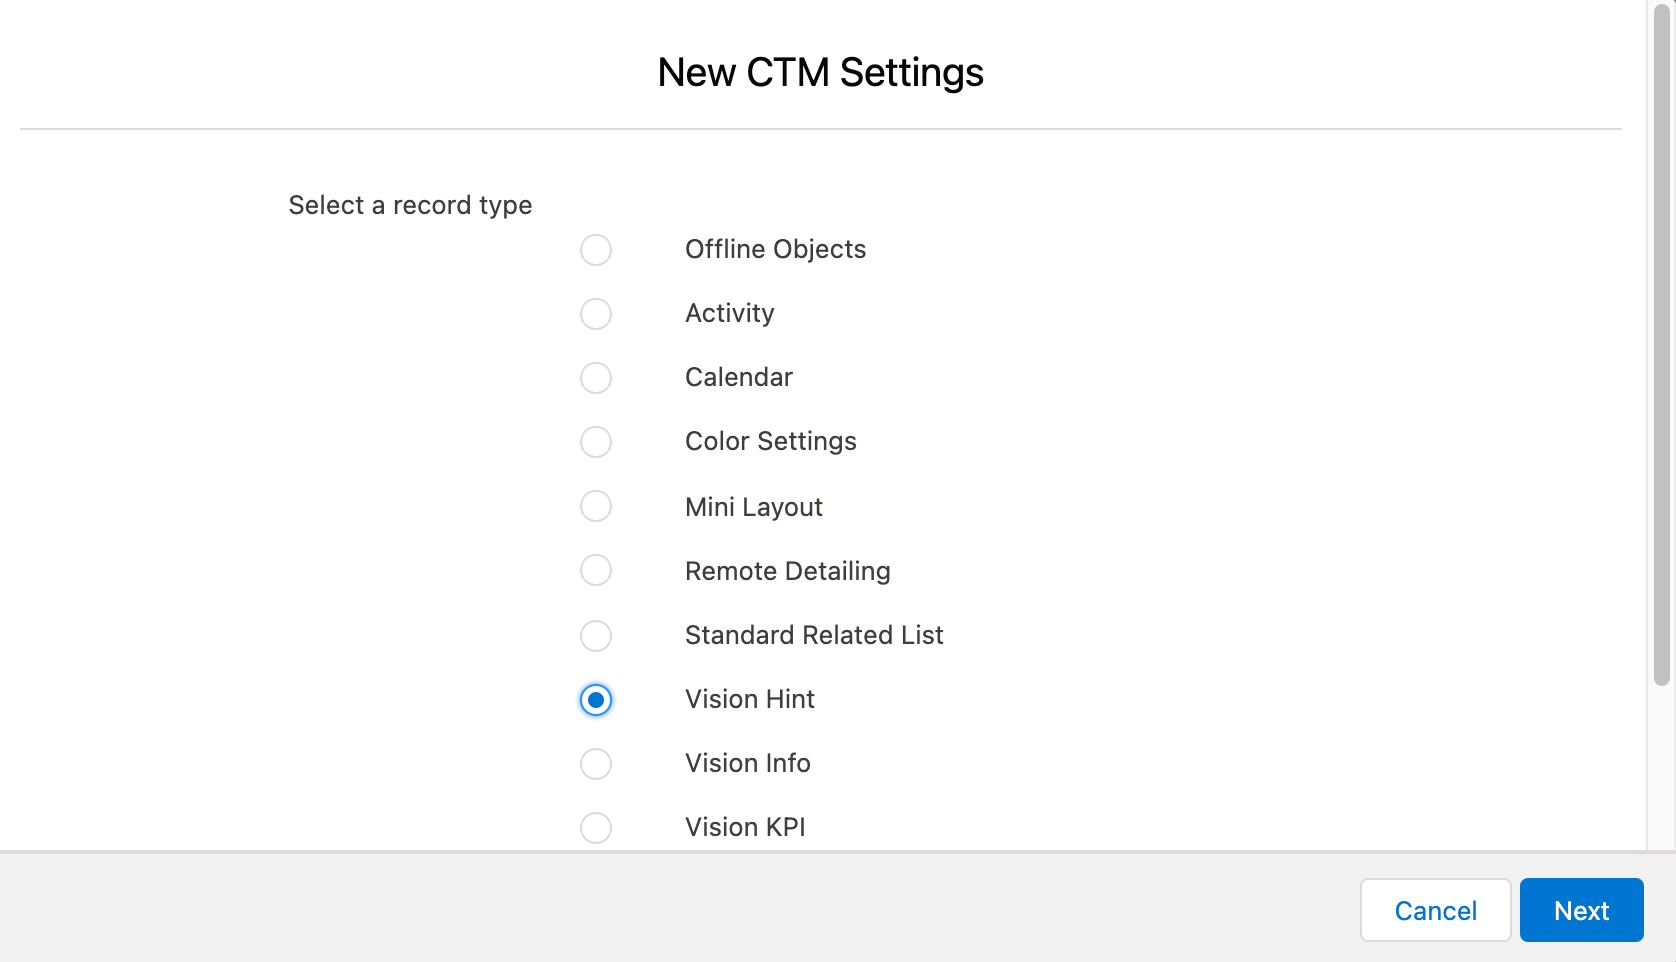 New CTM Settings
Select a record type
Offline Objects
Activity
Calendar
Color Settings
Mini Layout
Remote Detailing
Standard Related List
Vision Hint
Vision Info
Vision KPI
Cancel
Next